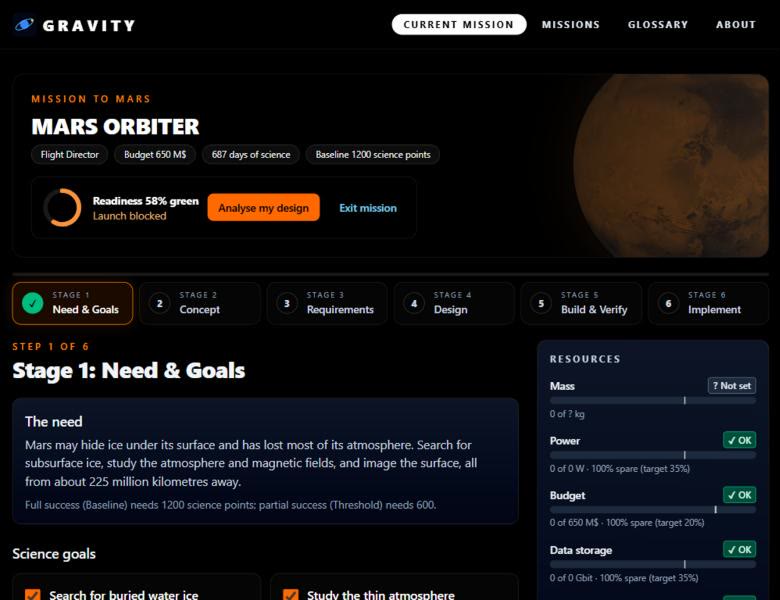 GRAVITY
CURRENT MISSION
MISSIONS
GLOSSARY
ABOUT
MISSION TO MARS
MARS ORBITER
Flight Director
Budget 650 M$
687 days of science
Baseline 1200 science points
Readiness 58% green
Launch blocked
Analyse my design
Exit mission
✓
STAGE 1
Need & Goals
2
STAGE 2
Concept
3
STAGE 3
Requirements
4
STAGE 4
Design
5
STAGE 5
Build & Verify
6
STAGE 6
Implement
STEP 1 OF 6
Stage 1: Need & Goals
The need
Mars may hide ice under its surface and has lost most of its atmosphere. Search for
subsurface ice, study the atmosphere and magnetic fields, and image the surface, all
from about 225 million kilometres away.
Full success (Baseline) needs 1200 science points; partial success (Threshold) needs 600.
Science goals
Search for buried water ice
Study the thin atmosphere
RESOURCES
Mass
? Not set
0 of ? kg
Power
✓ OK
0 of 0 W · 100% spare (target 35%)
Budget
✓ OK
0 of 650 M$ · 100% spare (target 20%)
Data storage
✓ OK
0 of 0 Gbit · 100% spare (target 35%)